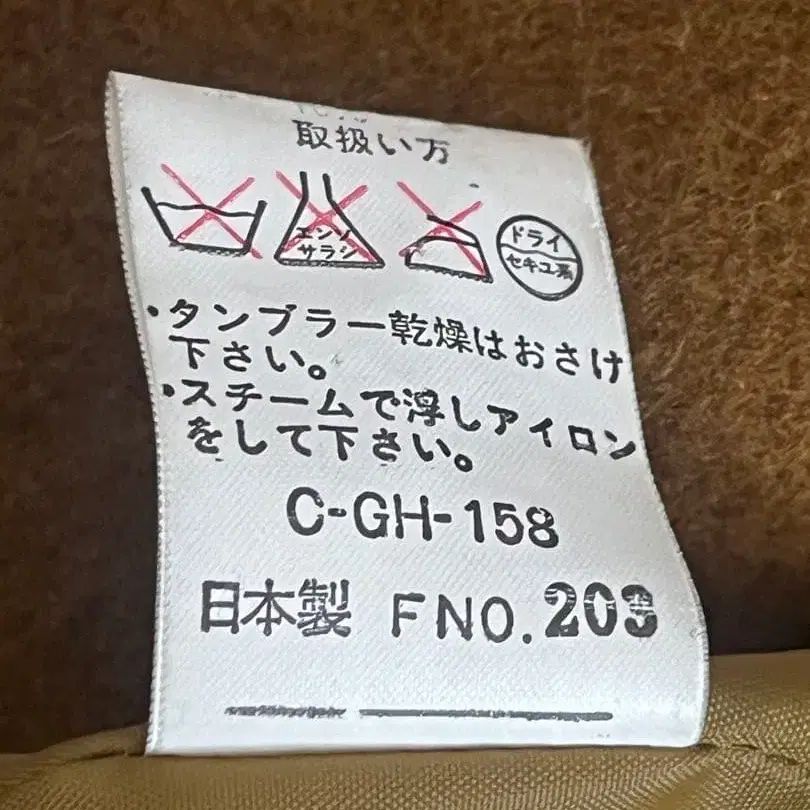 取扱い方
エンソ
サラシ
ドライ
セキユ系
・タンブラー乾燥はおさけ
下さい。
・スチームで浮しアイロン
をして下さい。
C-GH-158
日本製 FNO. 203